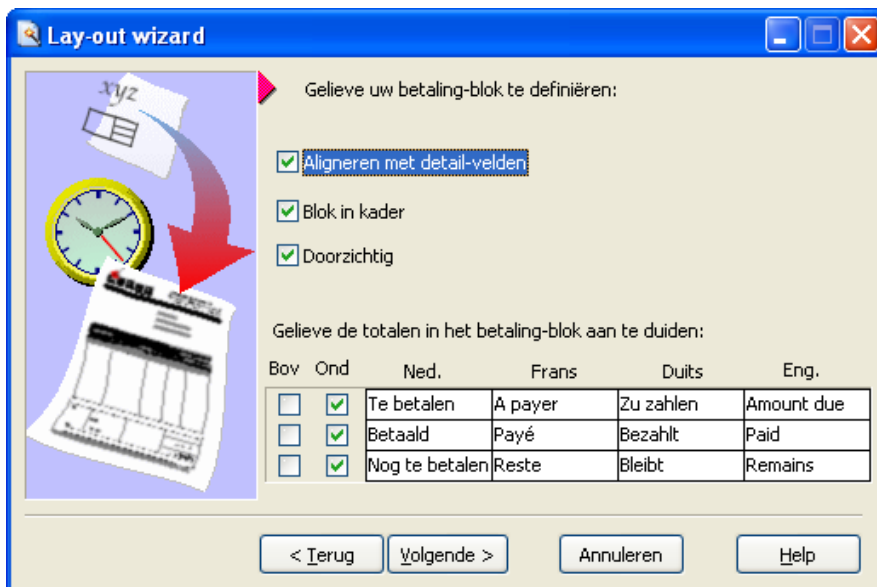 Lay-out wizard
xyz
Gelieve uw betaling-blok te definiëren:
Aligneren met detail-velden
Blok in kader
Doorzichtig
Gelieve de totalen in het betaling-blok aan te duiden:
Bov Ond Ned. Frans Duits Eng.
Te betalen A payer Zu zahlen Amount due
Betaald Payé Bezahlt Paid
Nog te betalen Reste Bleibt Remains
< Terug Volgende > Annuleren Help